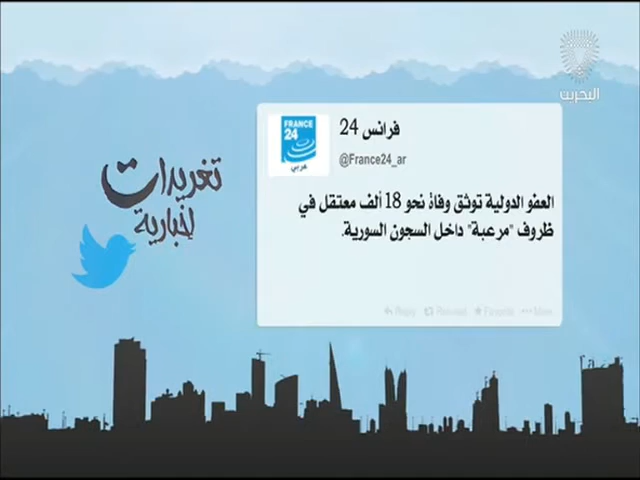 البحرين
فرانس 24
@France24_ar
FRANCE
24
عربي
تغريدات
إخبارية
العفو الدولية توثق وفاة نحو 18 ألف معتقل في
ظروف "مرعبة" داخل السجون السورية.
Reply Retweet Favorite More